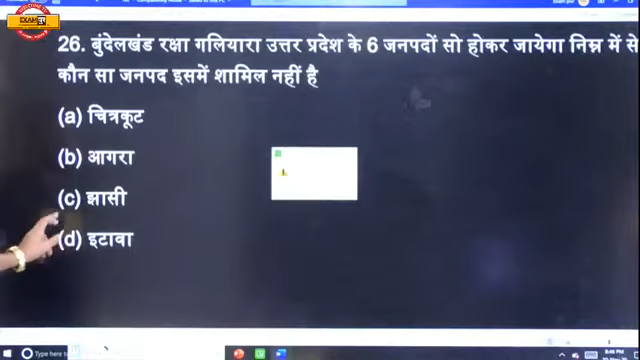 26. बुंदेलखंड रक्षा गलियारा उत्तर प्रदेश के 6 जनपदों सो होकर जायेगा निम्न में से
कौन सा जनपद इसमें शामिल नहीं है
(a) चित्रकूट
(b) आगरा
(c) झासी
(d) इटावा
EXAM
Type here to